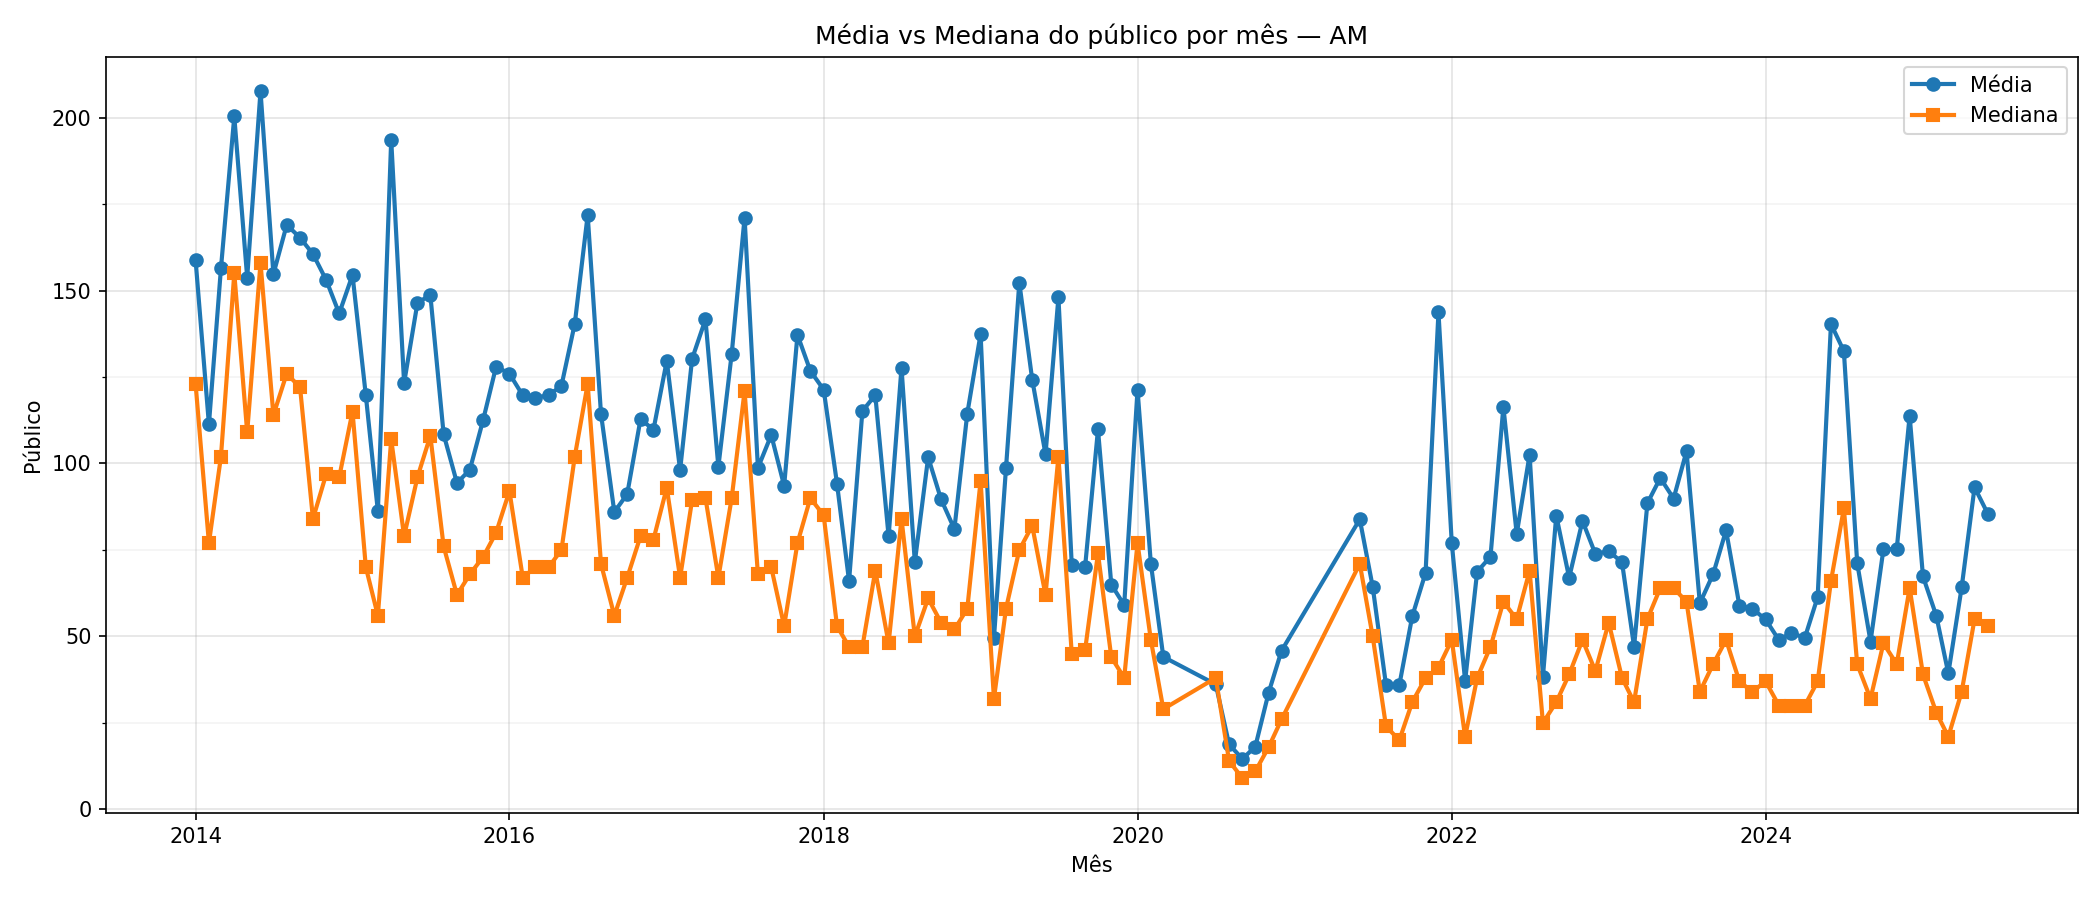 Média vs Mediana do público por mês — AM
Média
Mediana
Público
200
150
100
50
0
2014 2016 2018 2020 2022 2024
Mês